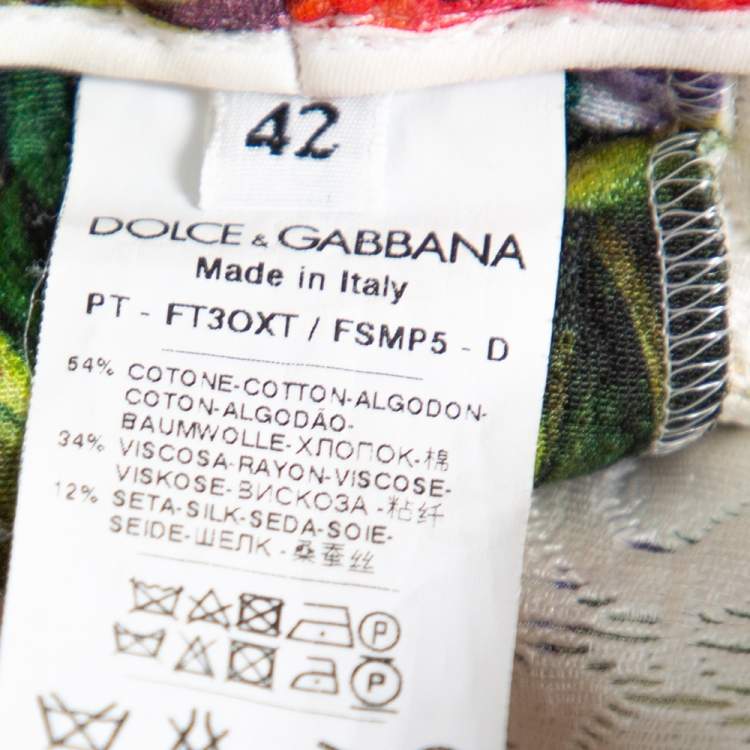 42
DOLCE & GABBANA
Made in Italy
PT - FT3OXT / FSMP5 - D
54% COTONE-COTTON-ALGODON-
COTON-ALGODÃO-
BAUMWOLLE-ХЛОПОК-棉
34% VISCOSA-RAYON-VISCOSE-
VISKOSE-ВИСКОЗА-粘纤
12% SETA-SILK-SEDA-SOIE-
SEIDE-ШЕЛК-桑蚕丝
P
P